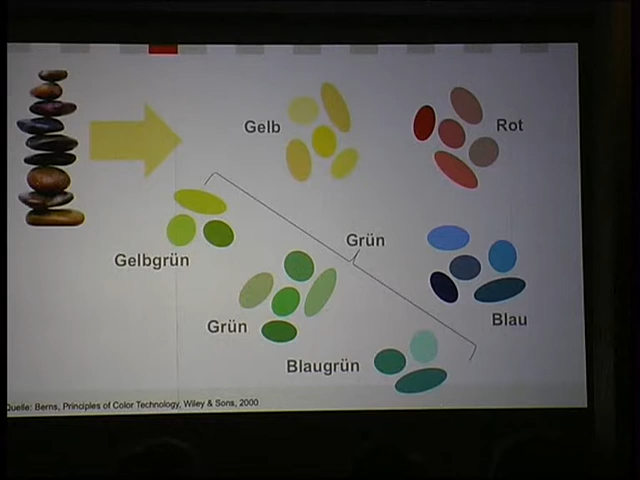 Gelb
Rot
Grün
Gelbgrün
Grün
Blau
Blaugrün
Quelle: Berns, Principles of Color Technology, Wiley & Sons, 2000